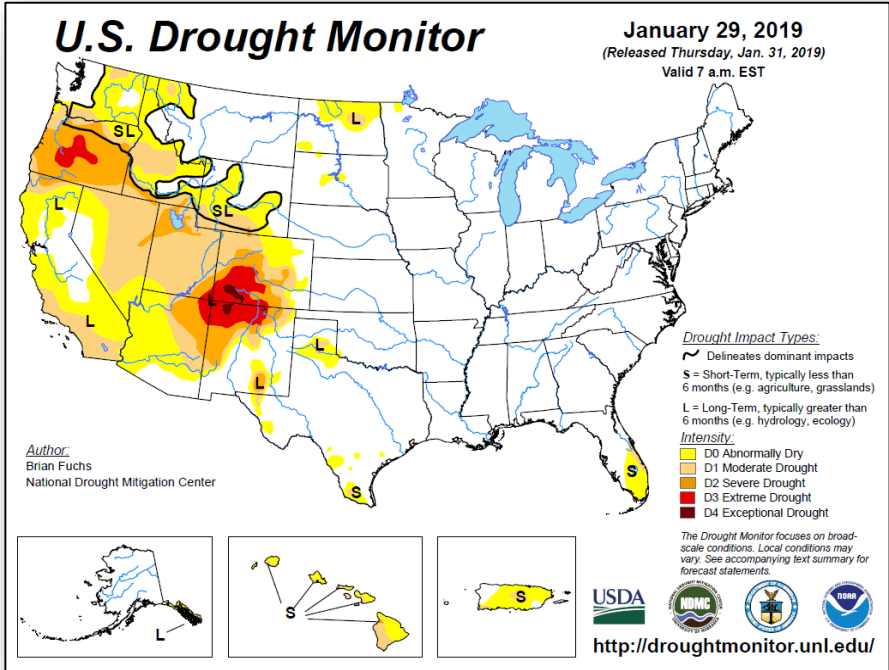 U.S. Drought Monitor
January 29, 2019
(Released Thursday, Jan. 31, 2019)
Valid 7 a.m. EST
L
SL
L
SL
L
L
L
L
S
S
Drought Impact Types:
Delineates dominant impacts
S = Short-Term, typically less than
6 months (e.g. agriculture, grasslands)
L = Long-Term, typically greater than
6 months (e.g. hydrology, ecology)
Intensity:
D0 Abnormally Dry
D1 Moderate Drought
D2 Severe Drought
D3 Extreme Drought
D4 Exceptional Drought
Author:
Brian Fuchs
National Drought Mitigation Center
The Drought Monitor focuses on broad-
scale conditions. Local conditions may
vary. See accompanying text summary for
forecast statements.
L
S
S
USDA
NDMC
NOAA
http://droughtmonitor.unl.edu/